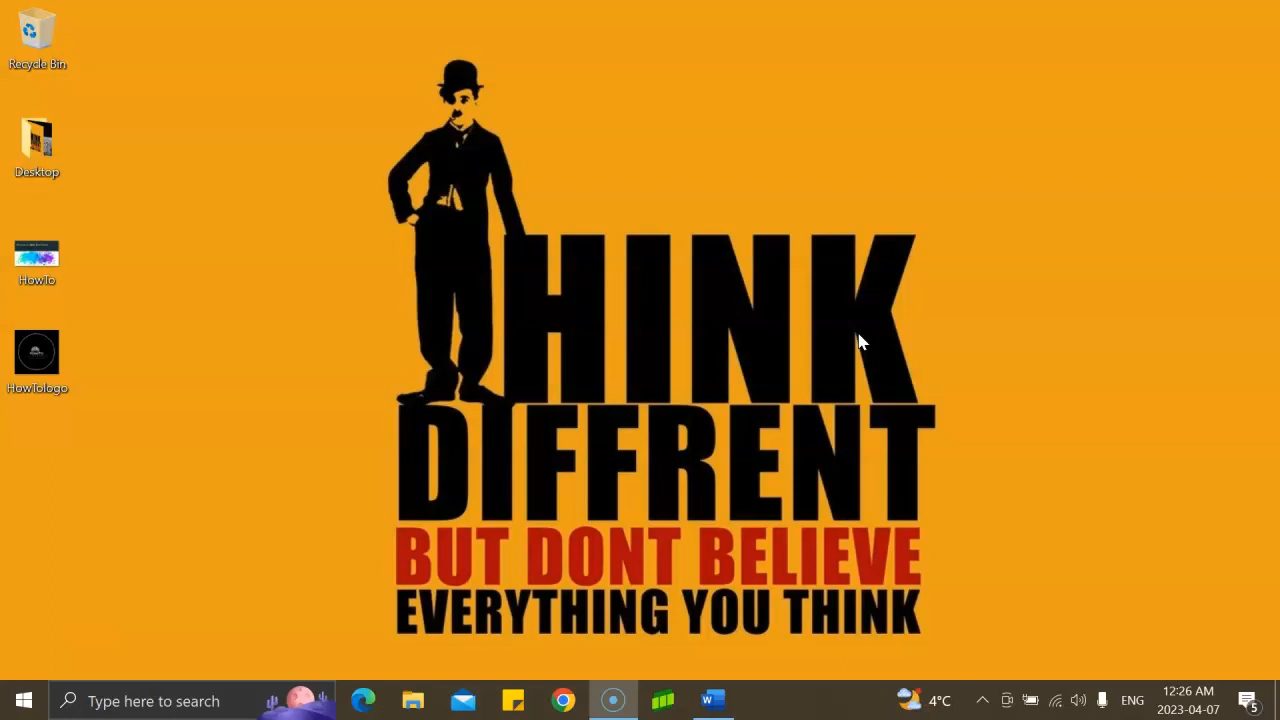 Recycle Bin
Desktop
HowTo
HowTologo
HINK
DIFFRENT
BUT DONT BELIEVE
EVERYTHING YOU THINK
Type here to search
W
4°C
ENG
12:26 AM
2023-04-07
5